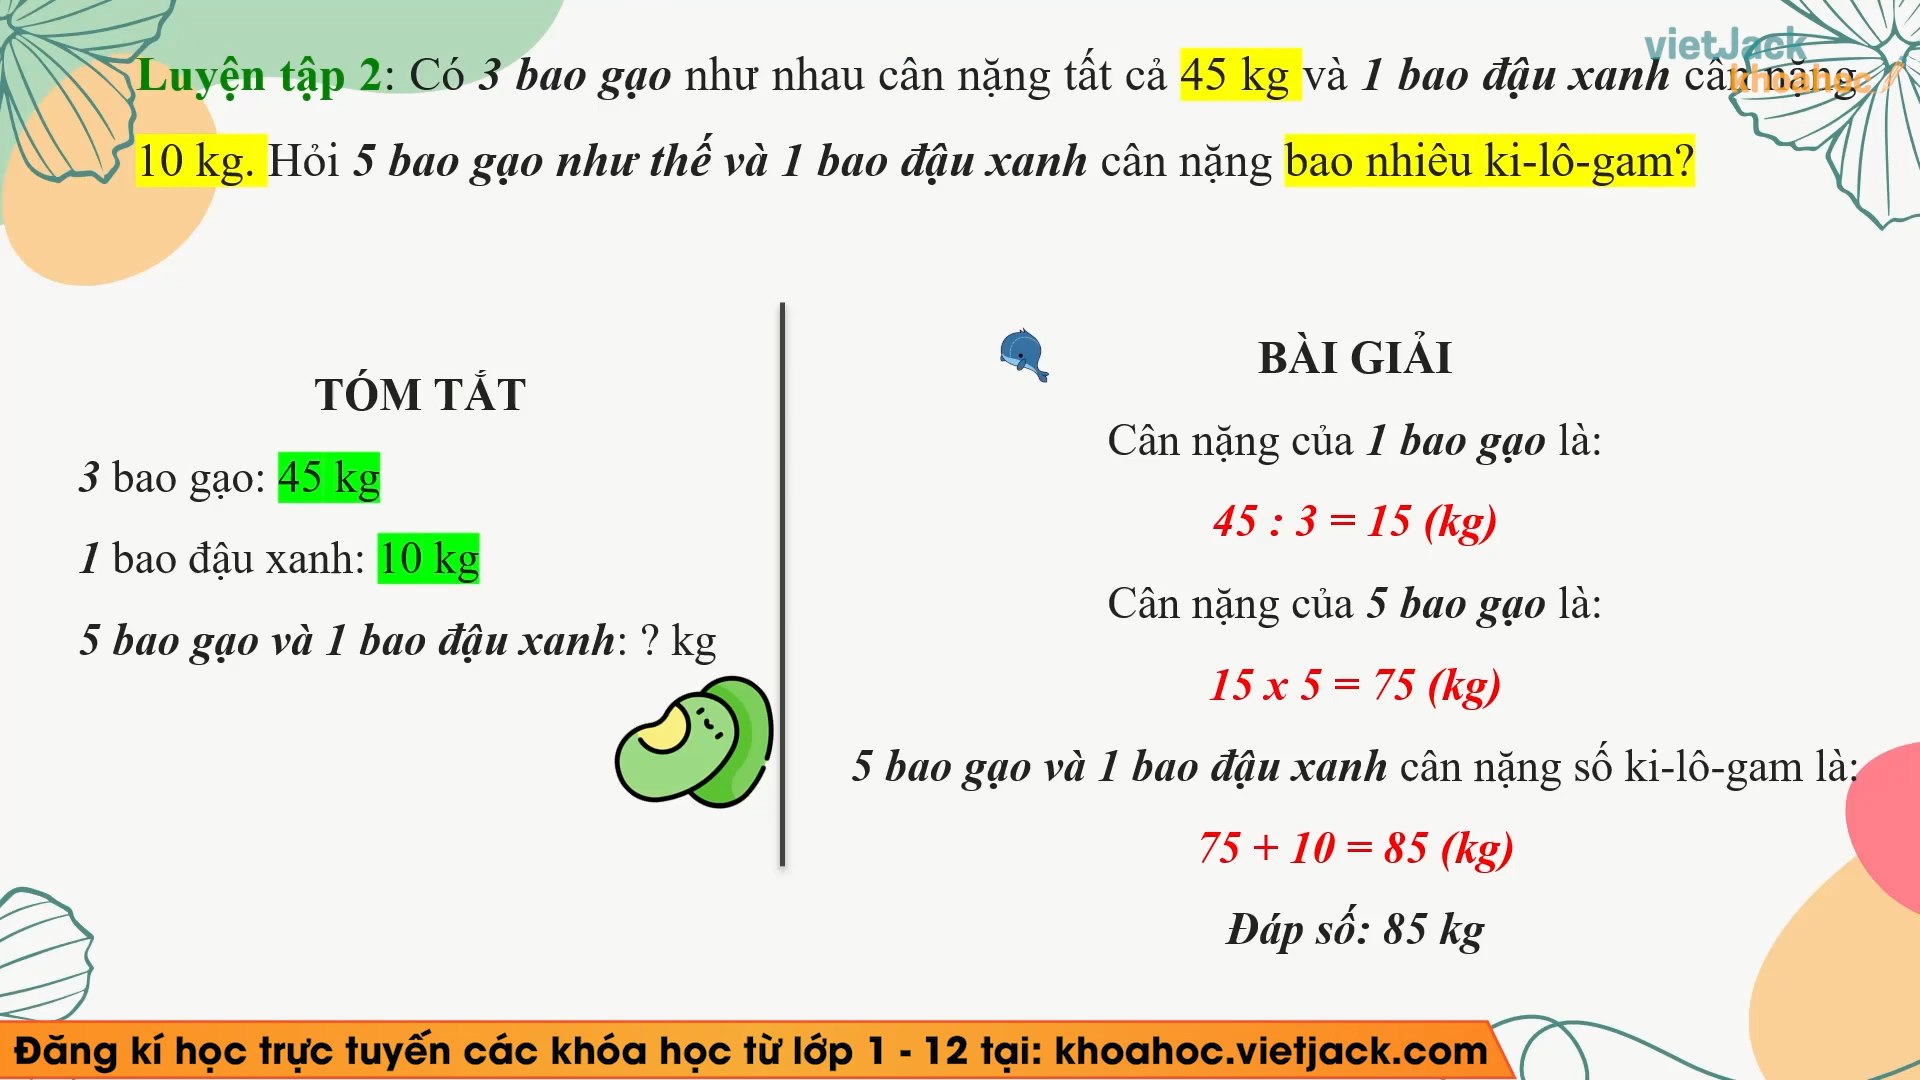 vietJack
khoahoc
Luyện tập 2: Có 3 bao gạo như nhau cân nặng tất cả 45 kg và 1 bao đậu xanh cân nặng
10 kg. Hỏi 5 bao gạo như thế và 1 bao đậu xanh cân nặng bao nhiêu ki-lô-gam?
TÓM TẮT
3 bao gạo: 45 kg
1 bao đậu xanh: 10 kg
5 bao gạo và 1 bao đậu xanh: ? kg
BÀI GIẢI
Cân nặng của 1 bao gạo là:
45 : 3 = 15 (kg)
Cân nặng của 5 bao gạo là:
15 x 5 = 75 (kg)
5 bao gạo và 1 bao đậu xanh cân nặng số ki-lô-gam là:
75 + 10 = 85 (kg)
Đáp số: 85 kg
Đăng kí học trực tuyến các khóa học từ lớp 1 - 12 tại: khoahoc.vietjack.com